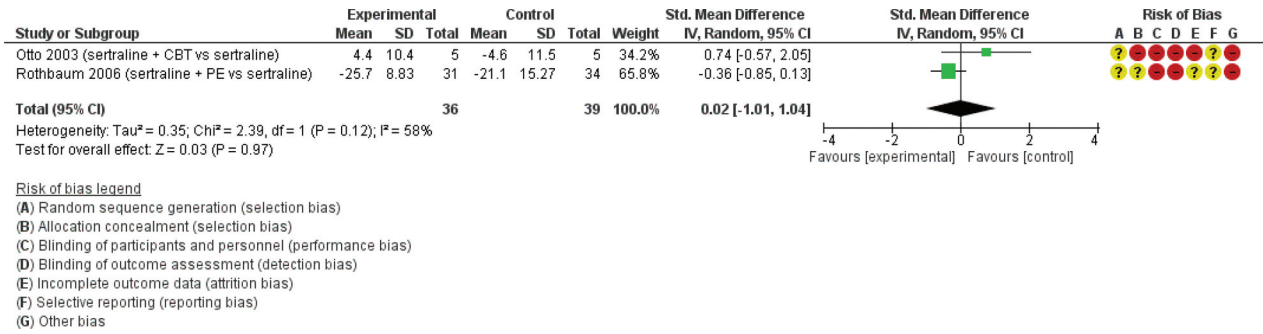 Experimental Control Std. Mean Difference Std. Mean Difference Risk of Bias
Study or Subgroup Mean SD Total Mean SD Total Weight IV, Random, 95% CI IV, Random, 95% CI A B C D E F G
Otto 2003 (sertraline + CBT vs sertraline) 4.4 10.4 5 -4.6 11.5 5 34.2% 0.74 [-0.57, 2.05] ? - - - - ? -
Rothbaum 2006 (sertraline + PE vs sertraline) -25.7 8.83 31 -21.1 15.27 34 65.8% -0.36 [-0.85, 0.13] ? ? - - ? ? -
Total (95% CI) 36 39 100.0% 0.02 [-1.01, 1.04]
Heterogeneity: Tau² = 0.35; Chi² = 2.39, df = 1 (P = 0.12); I² = 58%
Test for overall effect: Z = 0.03 (P = 0.97)
-4 -2 0 2 4
Favours [experimental] Favours [control]
Risk of bias legend
(A) Random sequence generation (selection bias)
(B) Allocation concealment (selection bias)
(C) Blinding of participants and personnel (performance bias)
(D) Blinding of outcome assessment (detection bias)
(E) Incomplete outcome data (attrition bias)
(F) Selective reporting (reporting bias)
(G) Other bias